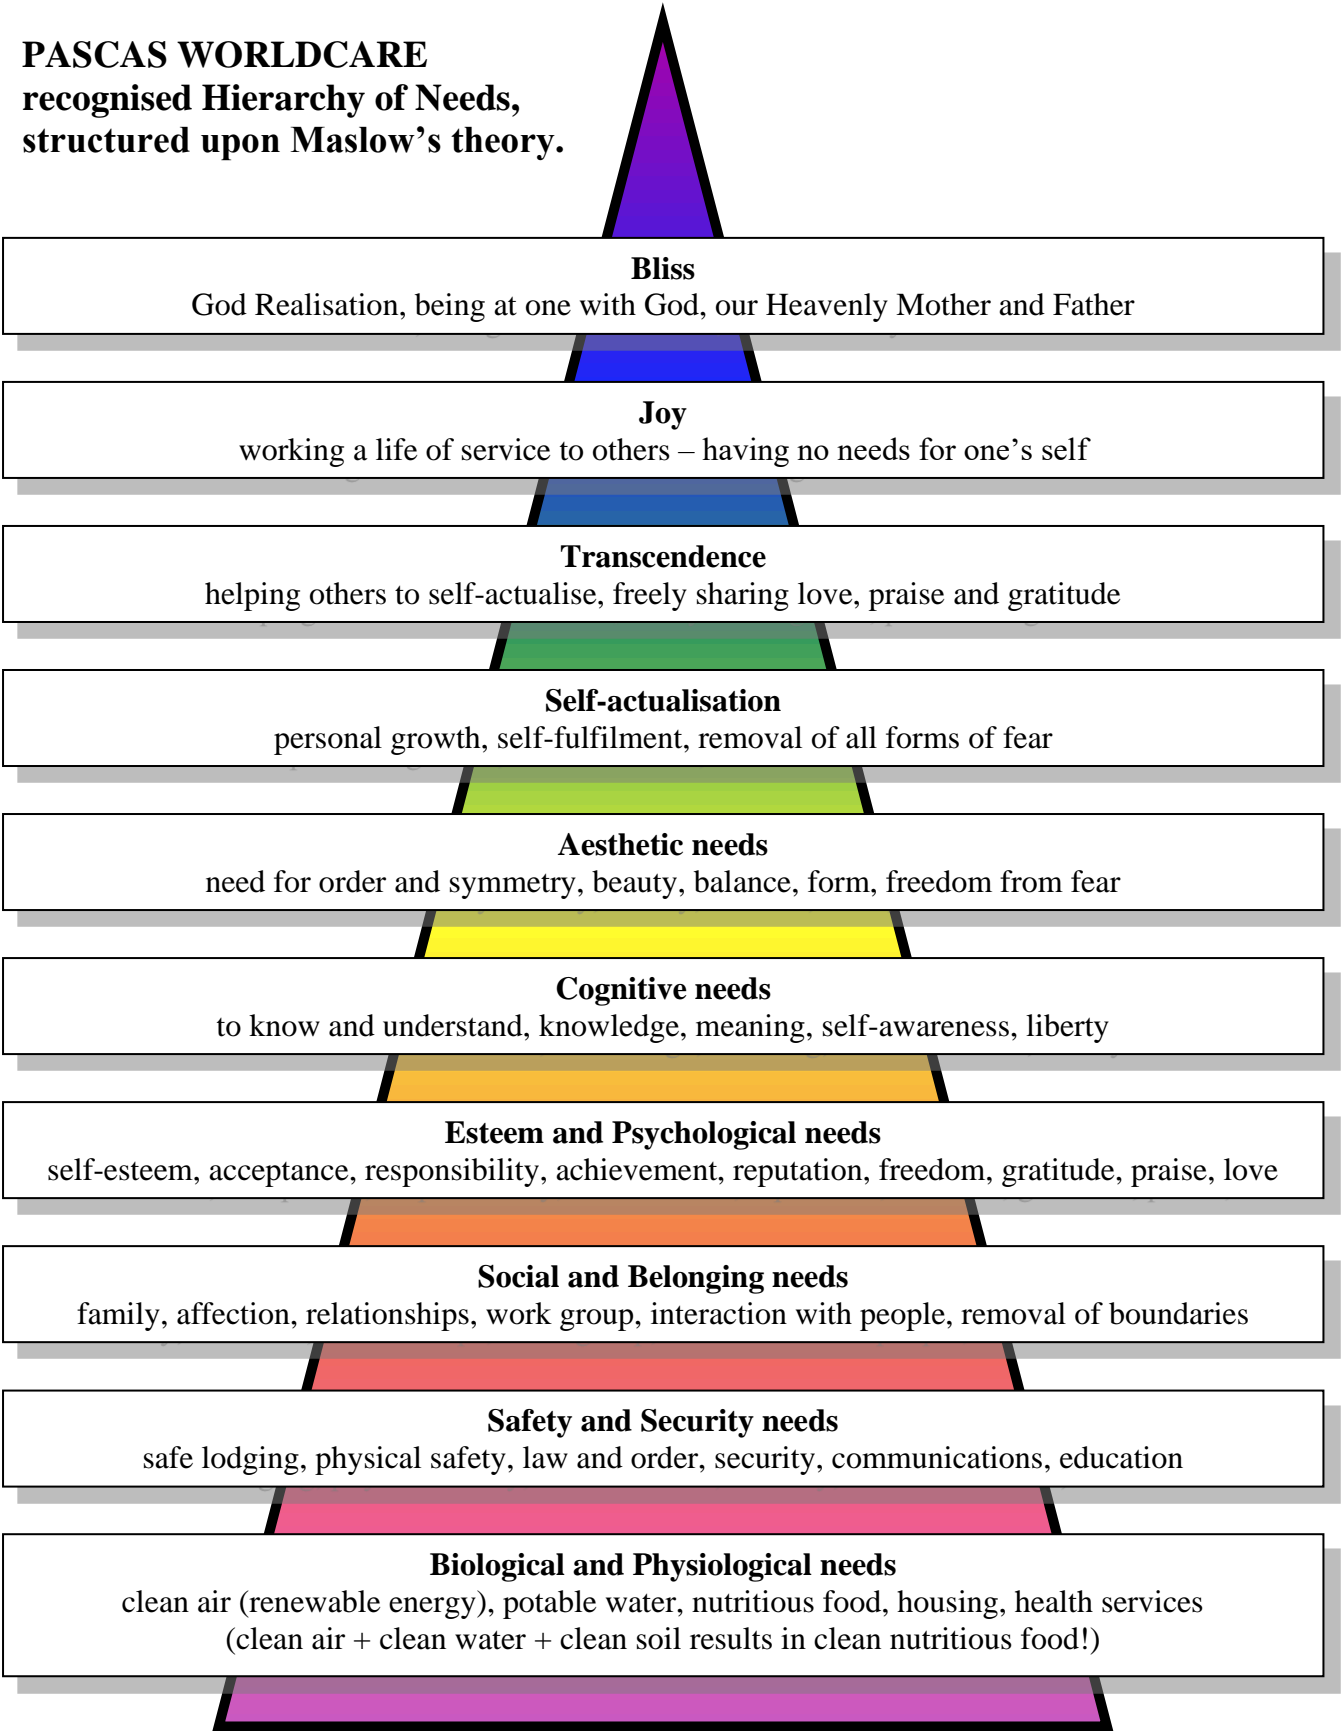 PASCAS WORLDCARE
recognised Hierarchy of Needs,
structured upon Maslow’s theory.
Bliss
God Realisation, being at one with God, our Heavenly Mother and Father
Joy
working a life of service to others – having no needs for one’s self
Transcendence
helping others to self-actualise, freely sharing love, praise and gratitude
Self-actualisation
personal growth, self-fulfilment, removal of all forms of fear
Aesthetic needs
need for order and symmetry, beauty, balance, form, freedom from fear
Cognitive needs
to know and understand, knowledge, meaning, self-awareness, liberty
Esteem and Psychological needs
self-esteem, acceptance, responsibility, achievement, reputation, freedom, gratitude, praise, love
Social and Belonging needs
family, affection, relationships, work group, interaction with people, removal of boundaries
Safety and Security needs
safe lodging, physical safety, law and order, security, communications, education
Biological and Physiological needs
clean air (renewable energy), potable water, nutritious food, housing, health services
(clean air + clean water + clean soil results in clean nutritious food!)